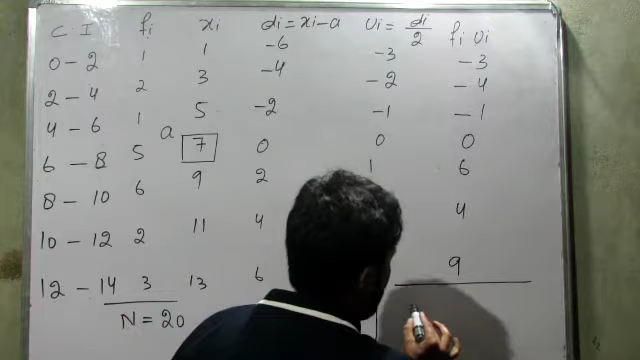 C.I fi xi di = xi - a ui = di/2 fi ui
0 - 2 1 1 -6 -3 -3
2 - 4 2 3 -4 -2 -4
4 - 6 1 5 -2 -1 -1
6 - 8 5 a 7 0 0 0
8 - 10 6 9 2 1 6
10 - 12 2 11 4 4
12 - 14 3 13 6 9
N = 20